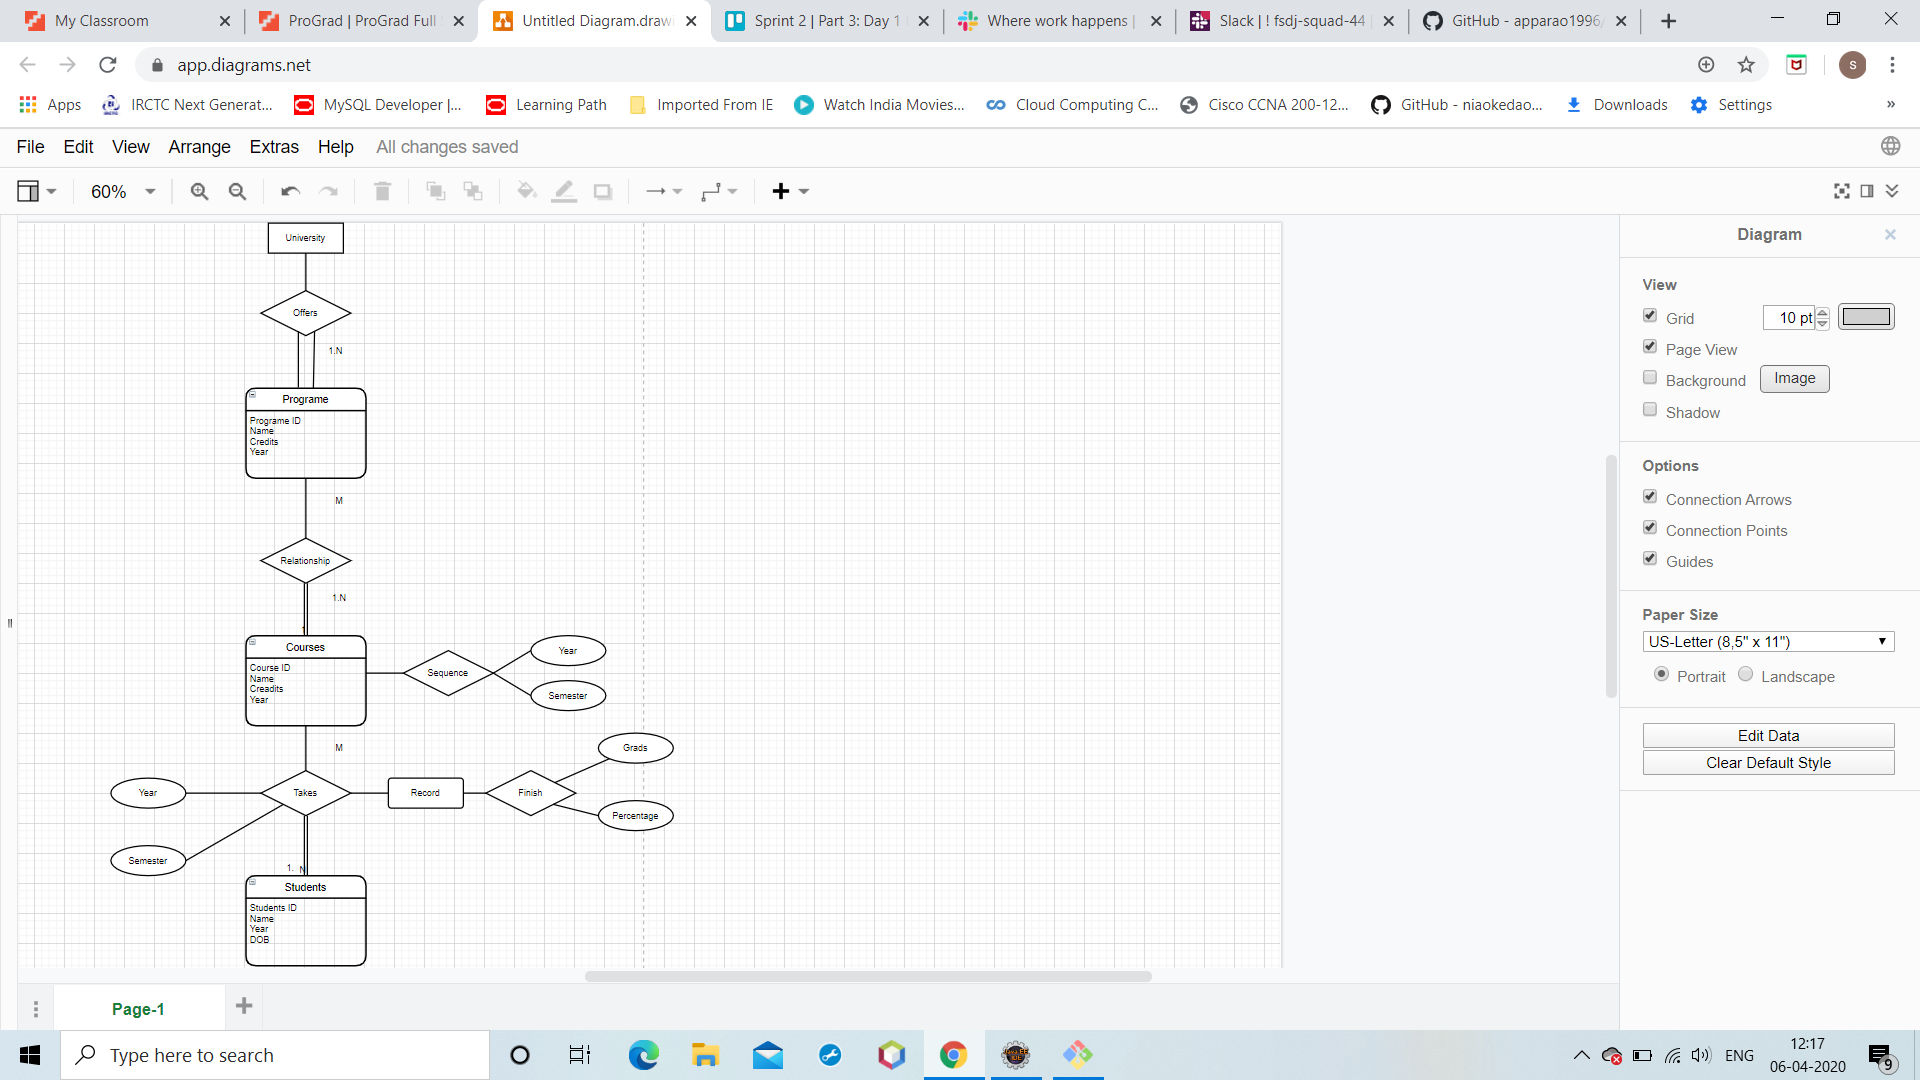 My Classroom
ProGrad | ProGrad Full
Untitled Diagram.drawi
Sprint 2 | Part 3: Day 1
Where work happens |
Slack | ! fsdj-squad-44
GitHub - apparao1996/
app.diagrams.net
s
Apps
IRCTC Next Generat...
MySQL Developer |...
Learning Path
Imported From IE
Watch India Movies...
Cloud Computing C...
Cisco CCNA 200-12...
GitHub - niaokedao...
Downloads
Settings
»
File Edit View Arrange Extras Help All changes saved
60%
University
Offers
1.N
Programe
Programe ID
Name
Credits
Year
M
Relationship
1.N
Courses
Course ID
Name
Creadits
Year
Sequence
Year
Semester
M
Grads
Year
Takes
Record
Finish
Percentage
Semester
1. N
Students
Students ID
Name
Year
DOB
Diagram
View
Grid
10 pt
Page View
Background
Image
Shadow
Options
Connection Arrows
Connection Points
Guides
Paper Size
US-Letter (8,5" x 11")
Portrait
Landscape
Edit Data
Clear Default Style
Page-1
Type here to search
ENG
12:17
06-04-2020
9